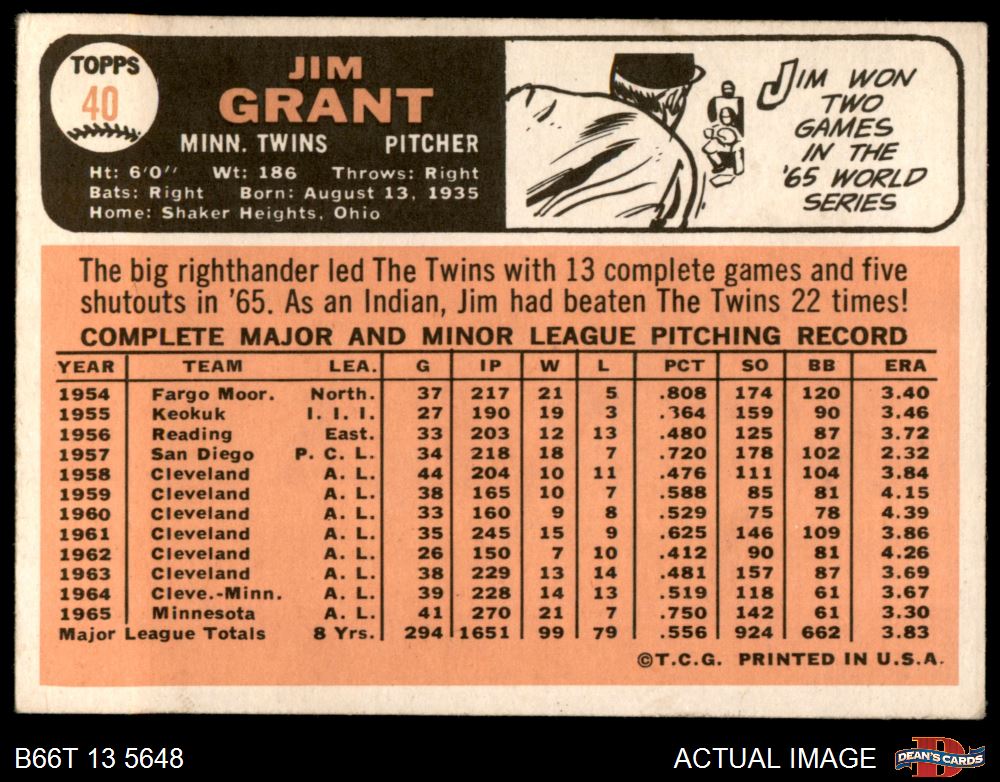 TOPPS
40
JIM
GRANT
MINN. TWINS PITCHER
Ht: 6'0" Wt: 186 Throws: Right
Bats: Right Born: August 13, 1935
Home: Shaker Heights, Ohio
JIM WON
TWO
GAMES
IN THE
'65 WORLD
SERIES
The big righthander led The Twins with 13 complete games and five
shutouts in '65. As an Indian, Jim had beaten The Twins 22 times!
COMPLETE MAJOR AND MINOR LEAGUE PITCHING RECORD
YEAR TEAM LEA. G IP W L PCT SO BB ERA
1954 Fargo Moor. North. 37 217 21 5 .808 174 120 3.40
1955 Keokuk I. I. I. 27 190 19 3 .364 159 90 3.46
1956 Reading East. 33 203 12 13 .480 125 87 3.72
1957 San Diego P. C. L. 34 218 18 7 .720 178 102 2.32
1958 Cleveland A. L. 44 204 10 11 .476 111 104 3.84
1959 Cleveland A. L. 38 165 10 7 .588 85 81 4.15
1960 Cleveland A. L. 33 160 9 8 .529 75 78 4.39
1961 Cleveland A. L. 35 245 15 9 .625 146 109 3.86
1962 Cleveland A. L. 26 150 7 10 .412 90 81 4.26
1963 Cleveland A. L. 38 229 13 14 .481 157 87 3.69
1964 Cleve.-Minn. A. L. 39 228 14 13 .519 118 61 3.67
1965 Minnesota A. L. 41 270 21 7 .750 142 61 3.30
Major League Totals 8 Yrs. 294 1651 99 79 .556 924 662 3.83
©T.C.G. PRINTED IN U.S.A.
B66T 13 5648 ACTUAL IMAGE
D
DEAN'S CARDS